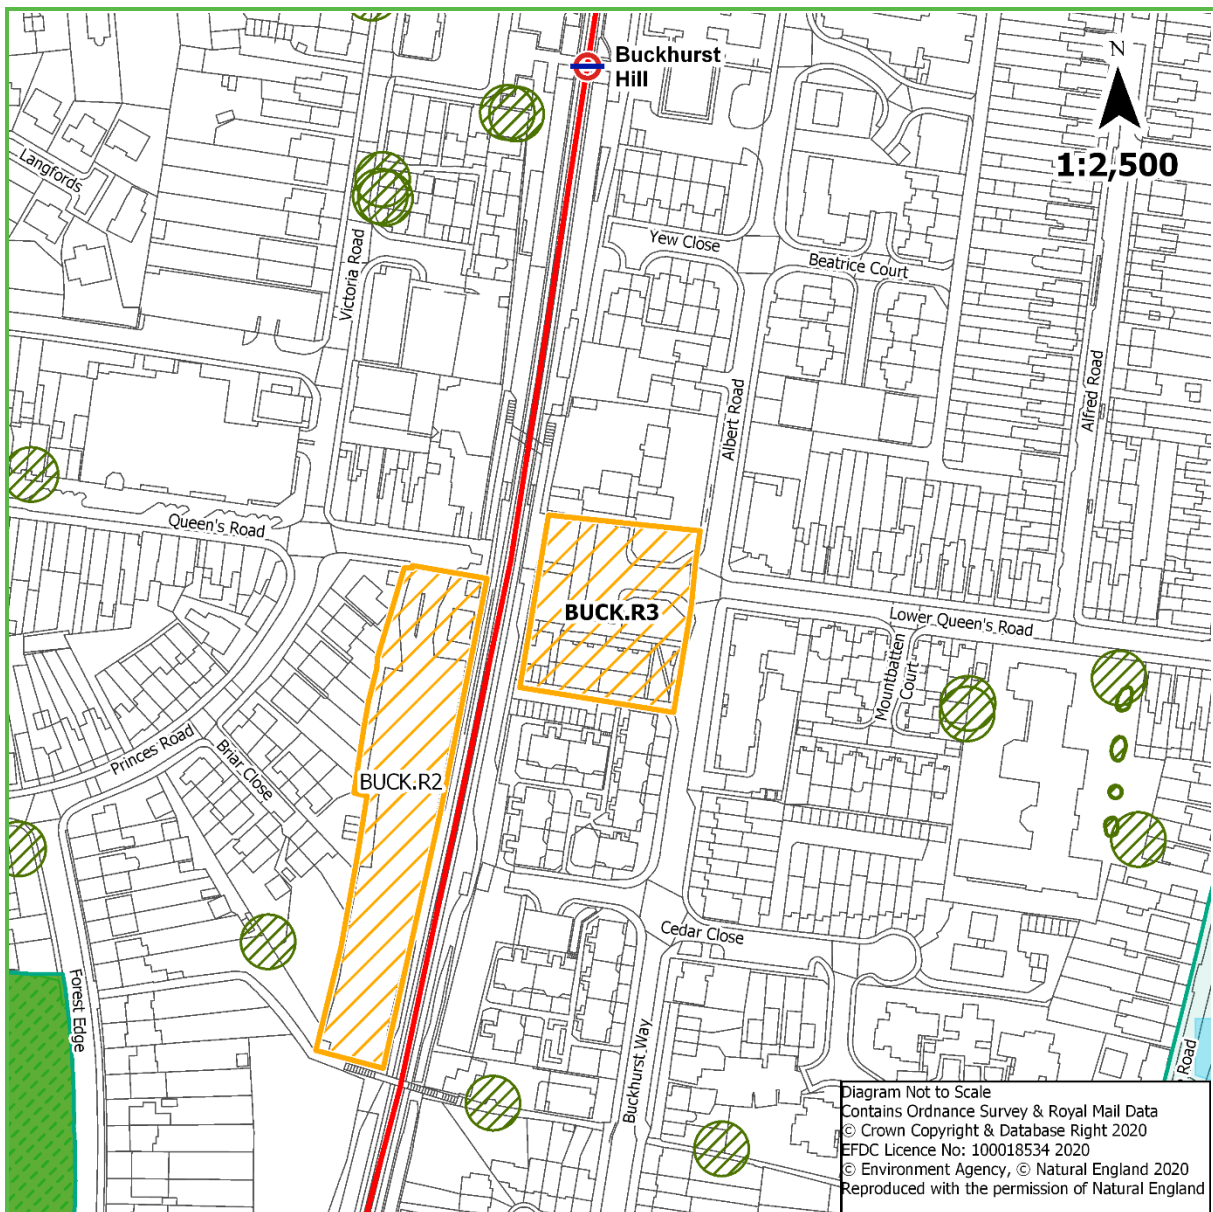 Buckhurst
Hill
N
1:2,500
Langfords
Victoria Road
Yew Close
Beatrice Court
Albert Road
Alfred Road
Queen's Road
BUCK.R3
Lower Queen's Road
Mountbatten
Court
Princes Road
Briar Close
BUCK.R2
Cedar Close
Forest Edge
Buckhurst Way
Road
Diagram Not to Scale
Contains Ordnance Survey & Royal Mail Data
© Crown Copyright & Database Right 2020
EFDC Licence No: 100018534 2020
© Environment Agency, © Natural England 2020
Reproduced with the permission of Natural England